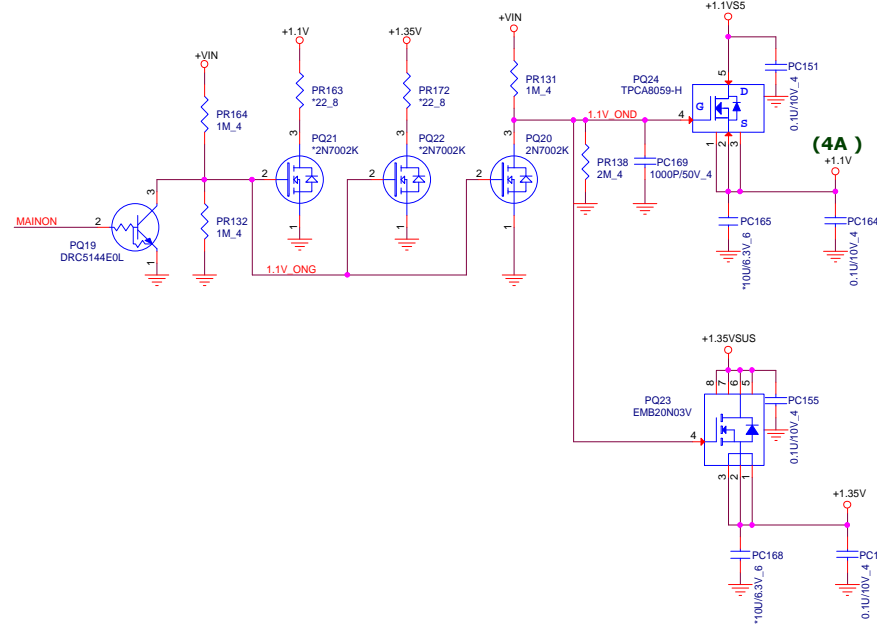 +VIN
PR164
1M_4
PR132
1M_4
MAINON
2
3
1
PQ19
DRC5144E0L
1.1V_ONG
+1.1V
PR163
*22_8
3
PQ21
*2N7002K
2
1
+1.35V
PR172
*22_8
3
PQ22
*2N7002K
2
1
+VIN
PR131
1M_4
3
PQ20
2N7002K
2
1
1.1V_OND
PR138
2M_4
PC169
1000P/50V_4
+1.1VS5
PC151
0.1U/10V_4
PQ24
TPCA8059-H
5
D
G
S
4
1
2
3
(4A )
+1.1V
PC165
*10U/6.3V_6
PC164
0.1U/10V_4
+1.35VSUS
8
7
6
5
PC155
0.1U/10V_4
PQ23
EMB20N03V
4
3
2
1
+1.35V
PC168
*10U/6.3V_6
PC1
0.1U/10V_4